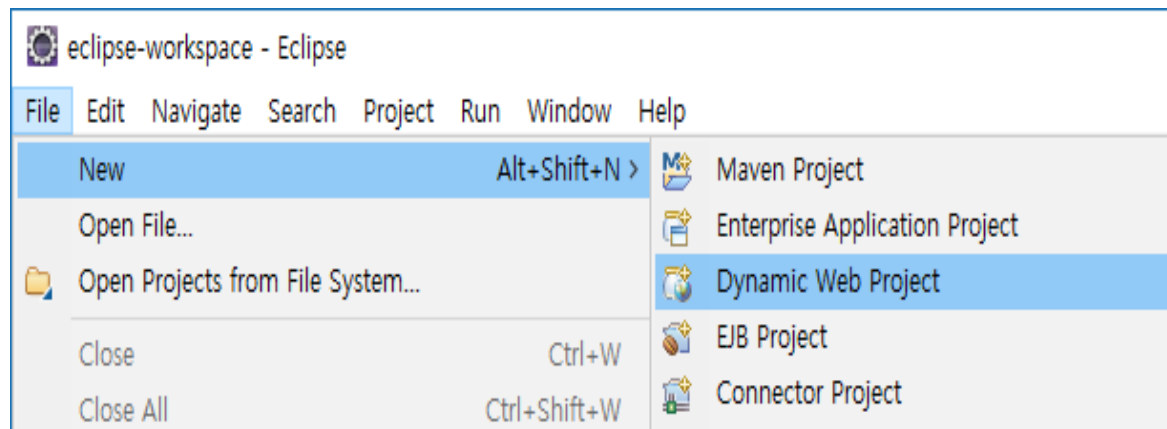 eclipse-workspace - Eclipse
File Edit Navigate Search Project Run Window Help
New Alt+Shift+N >
Open File...
Open Projects from File System...
Close Ctrl+W
Close All Ctrl+Shift+W
Maven Project
Enterprise Application Project
Dynamic Web Project
EJB Project
Connector Project